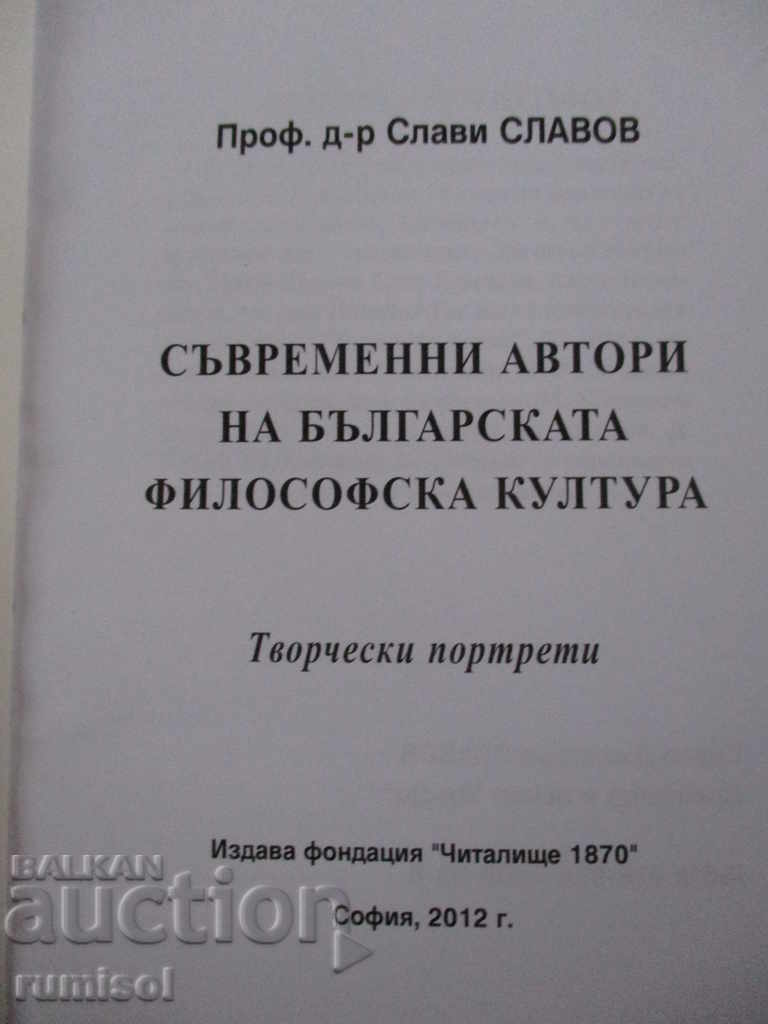 Проф. д-р Слави СЛАВОВ
СЪВРЕМЕННИ АВТОРИ
НА БЪЛГАРСКАТА
ФИЛОСОФСКА КУЛТУРА
Творчески портрети
Издава фондация "Читалище 1870"
София, 2012 г.
BALKAN
auction
rumisol